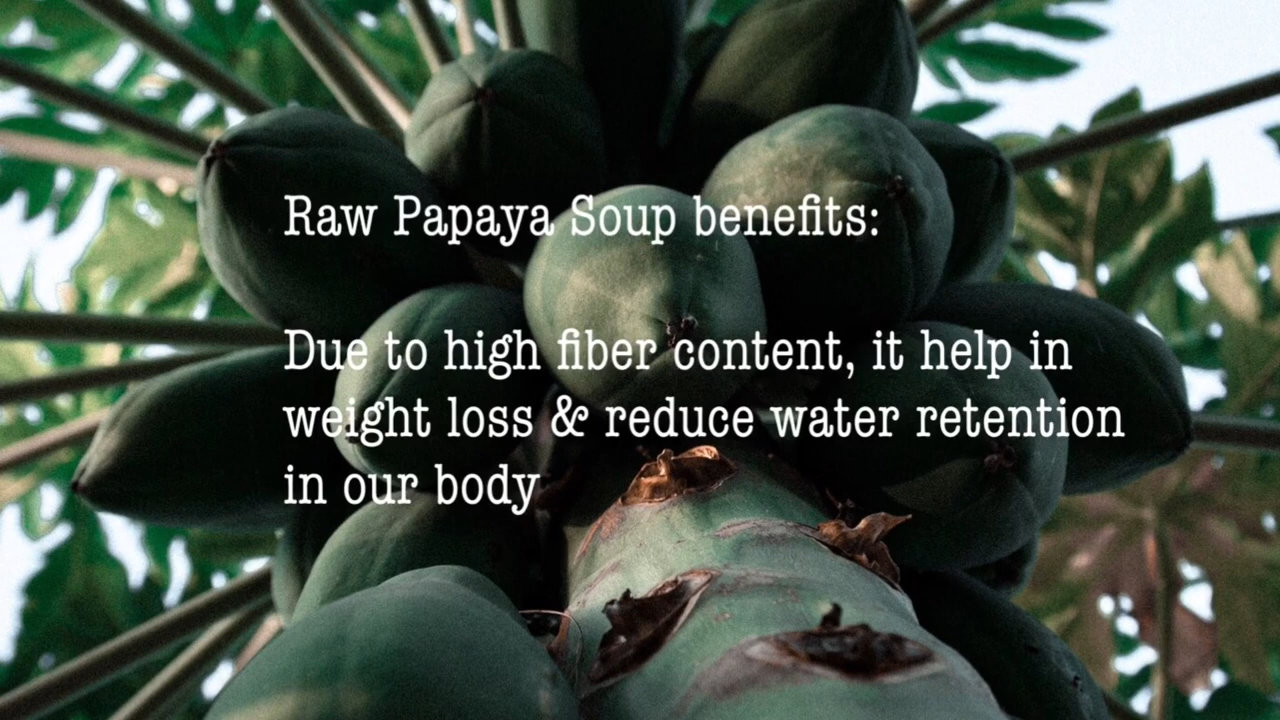 Raw Papaya Soup benefits:
Due to high fiber content, it help in
weight loss & reduce water retention
in our body